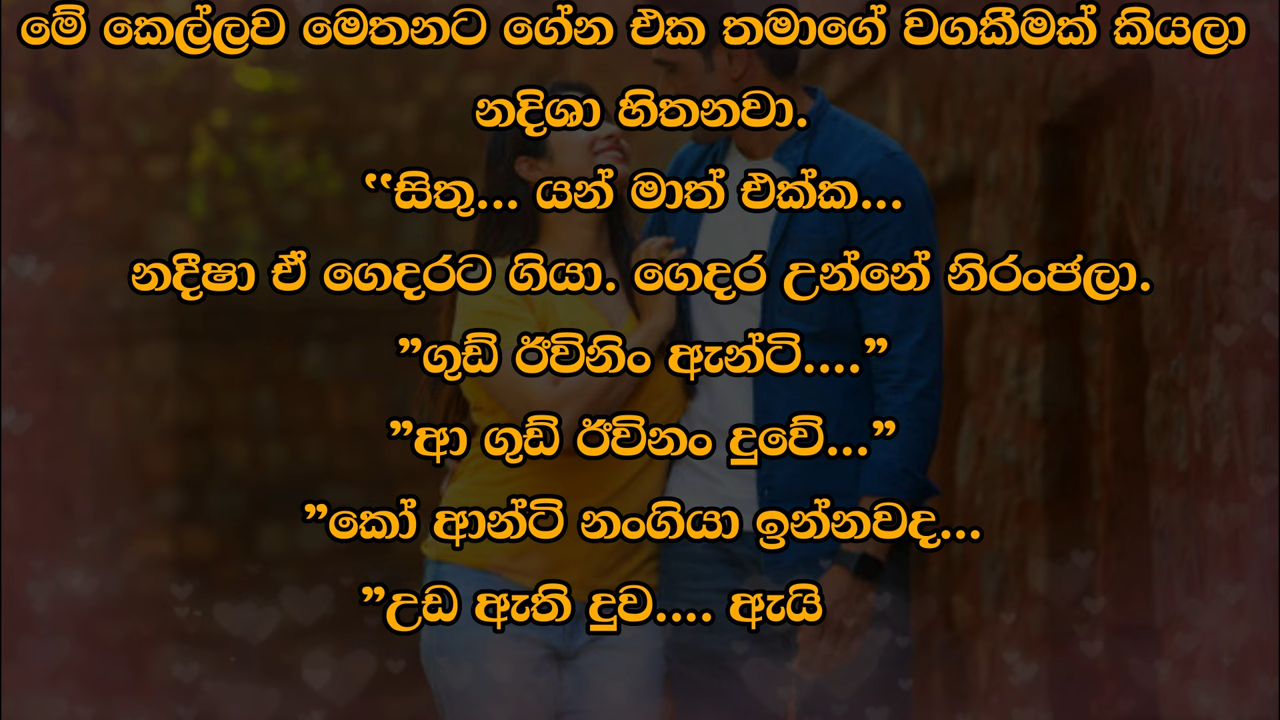 මේ කෙල්ලව මෙතනට ගේන එක තමාගේ වගකීමක් කියලා
නදිශා හිතනවා.
“සිතු... යන් මාත් එක්ක...
නදීෂා ඒ ගෙදරට ගියා. ගෙදර උන්නේ නිරංජලා.
”ගුඩ් ඊවිනිං ඇන්ටි....”
”ආ ගුඩ් ඊවිනං දුවේ...”
”කෝ ආන්ටි නංගියා ඉන්නවද...
”උඩ ඇති දුව.... ඇයි